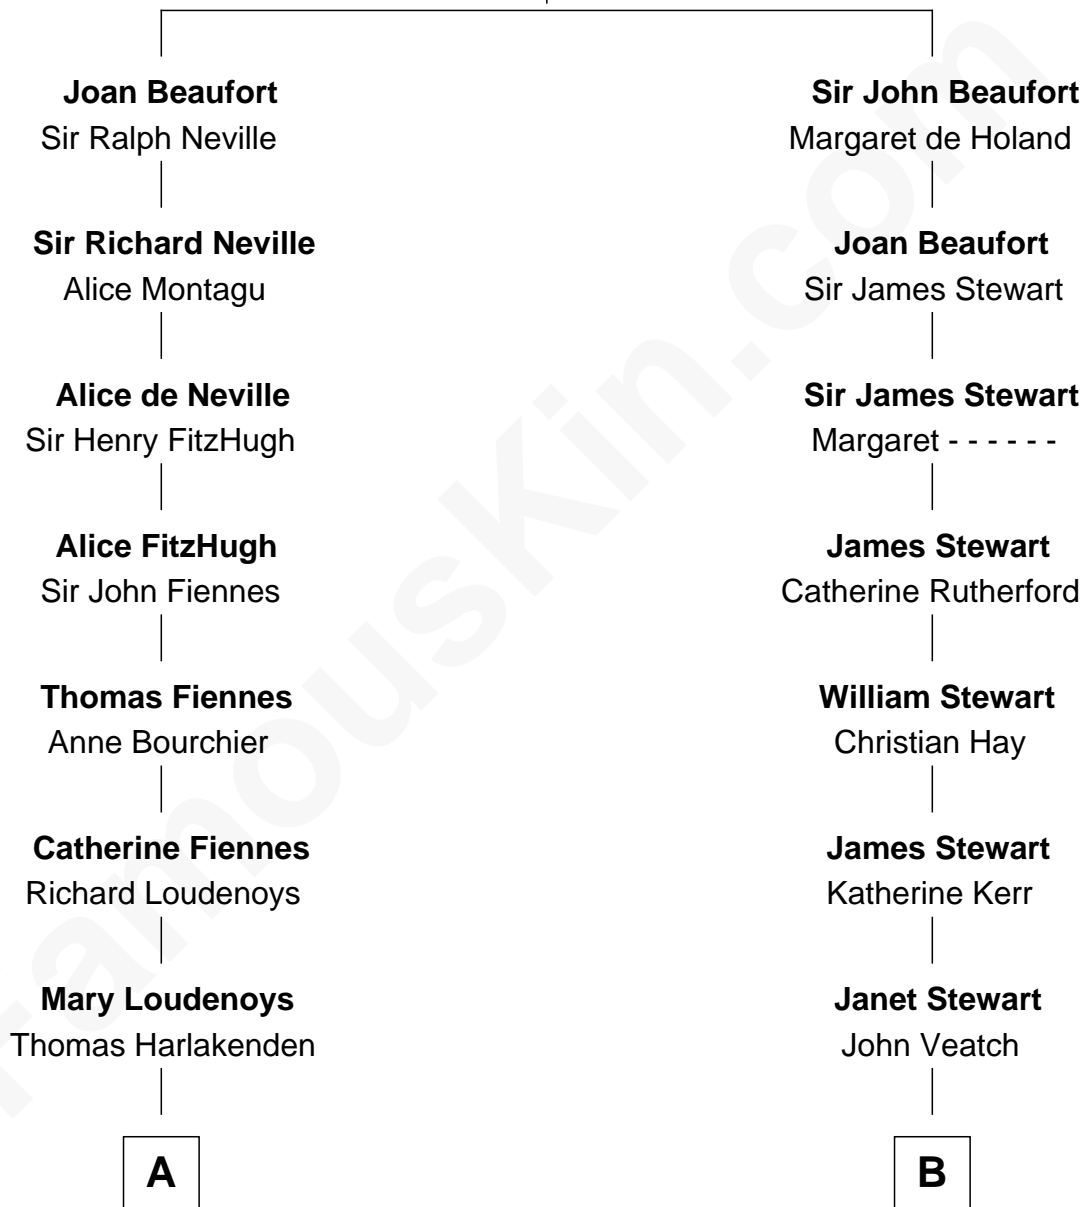 Joan Beaufort
Sir Ralph Neville
Sir Richard Neville
Alice Montagu
Alice de Neville
Sir Henry FitzHugh
Alice FitzHugh
Sir John Fiennes
Thomas Fiennes
Anne Bourchier
Catherine Fiennes
Richard Loudenoys
Mary Loudenoys
Thomas Harlakenden
A
Sir John Beaufort
Margaret de Holand
Joan Beaufort
Sir James Stewart
Sir James Stewart
Margaret - - - - - -
James Stewart
Catherine Rutherford
William Stewart
Christian Hay
James Stewart
Katherine Kerr
Janet Stewart
John Veatch
B
FamousKin.com